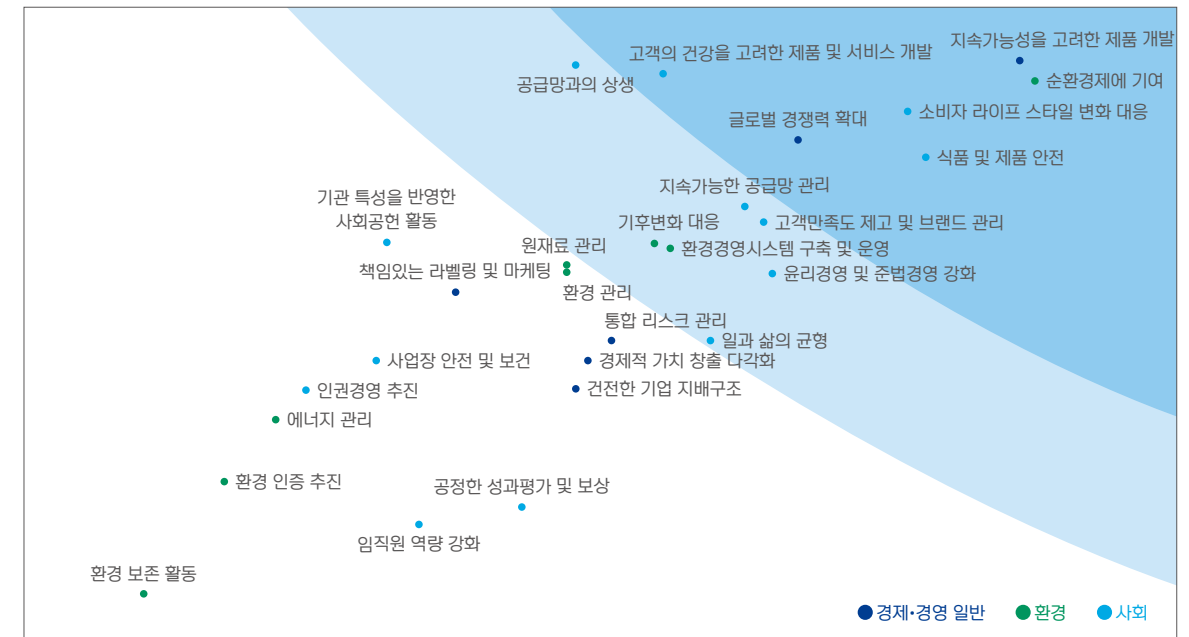 지속가능성을 고려한 제품 개발
고객의 건강을 고려한 제품 및 서비스 개발
순환경제에 기여
공급망과의 상생
소비자 라이프 스타일 변화 대응
글로벌 경쟁력 확대
식품 및 제품 안전
지속가능한 공급망 관리
기관 특성을 반영한
사회공헌 활동
기후변화 대응
고객만족도 제고 및 브랜드 관리
원재료 관리
환경경영시스템 구축 및 운영
책임있는 라벨링 및 마케팅
윤리경영 및 준법경영 강화
환경 관리
통합 리스크 관리
일과 삶의 균형
사업장 안전 및 보건
경제적 가치 창출 다각화
인권경영 추진
건전한 기업 지배구조
에너지 관리
환경 인증 추진
공정한 성과평가 및 보상
임직원 역량 강화
환경 보존 활동
경제•경영 일반
환경
사회